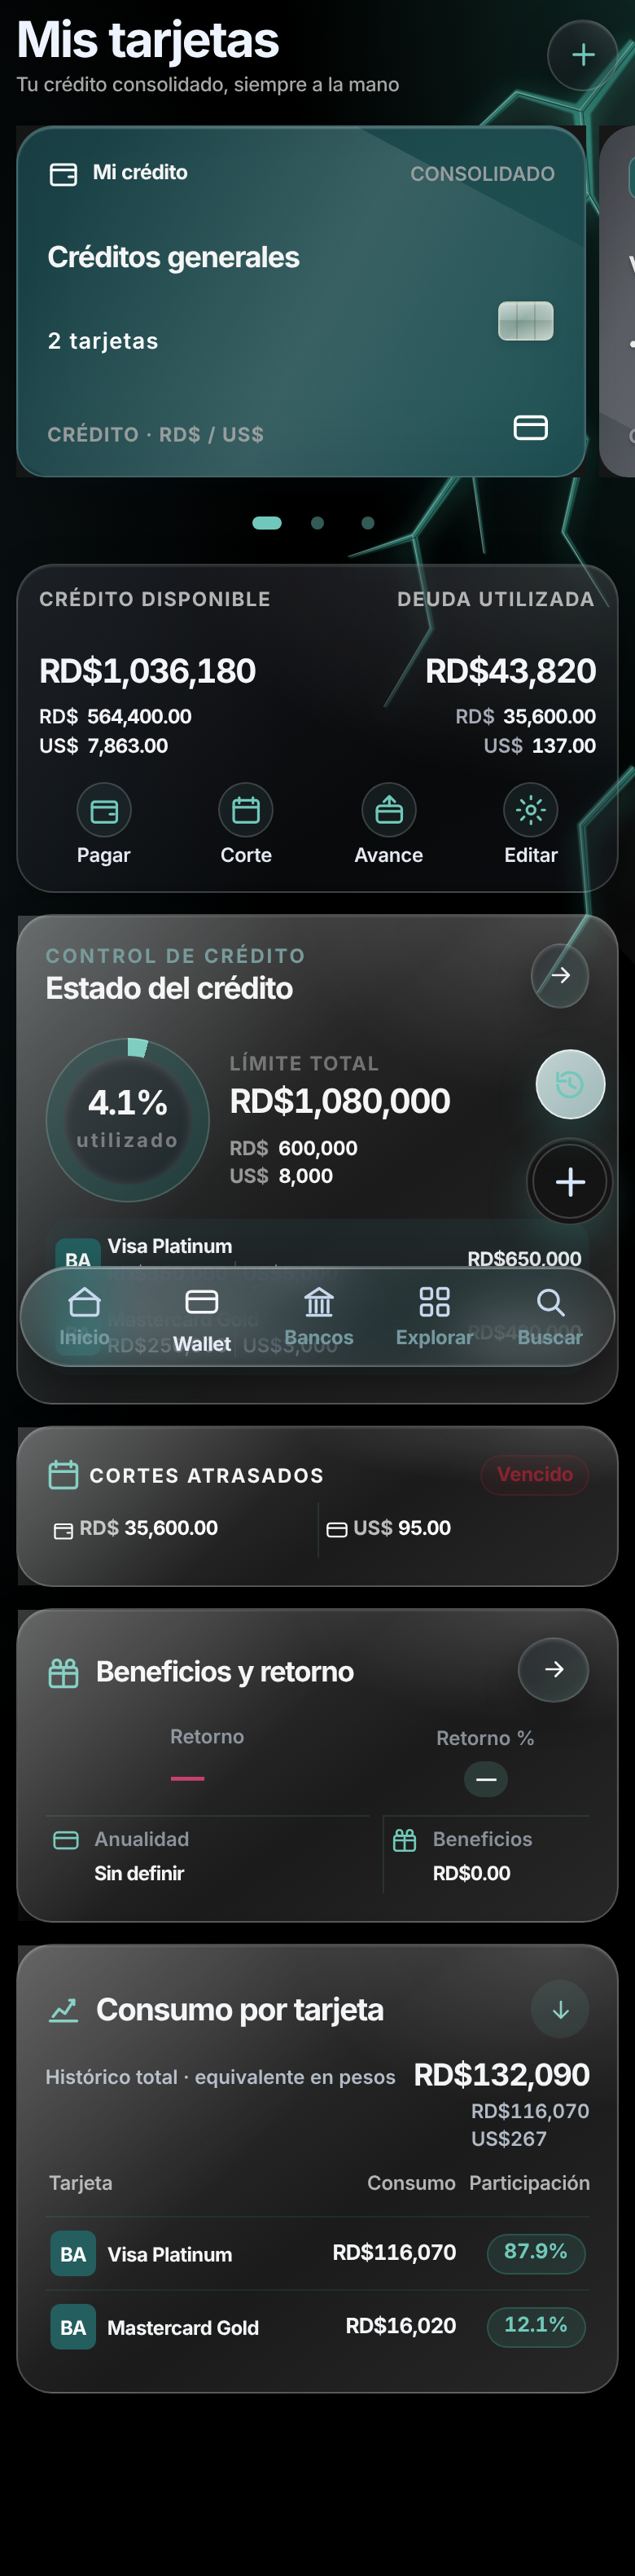 Mis tarjetas
Tu crédito consolidado, siempre a la mano
Mi crédito
CONSOLIDADO
Créditos generales
2 tarjetas
CRÉDITO · RD$ / US$
CRÉDITO DISPONIBLE
DEUDA UTILIZADA
RD$1,036,180
RD$43,820
RD$ 564,400.00
RD$ 35,600.00
US$ 7,863.00
US$ 137.00
Pagar
Corte
Avance
Editar
CONTROL DE CRÉDITO
Estado del crédito
4.1%
utilizado
LÍMITE TOTAL
RD$1,080,000
RD$ 600,000
US$ 8,000
BA
Visa Platinum
RD$650,000
Mastercard Gold
Inicio
Wallet
Bancos
Explorar
Buscar
CORTES ATRASADOS
Vencido
RD$ 35,600.00
US$ 95.00
Beneficios y retorno
Retorno
Retorno %
—
—
Anualidad
Sin definir
Beneficios
RD$0.00
Consumo por tarjeta
Histórico total · equivalente en pesos
RD$132,090
RD$116,070
US$267
Tarjeta
Consumo
Participación
BA
Visa Platinum
RD$116,070
87.9%
BA
Mastercard Gold
RD$16,020
12.1%